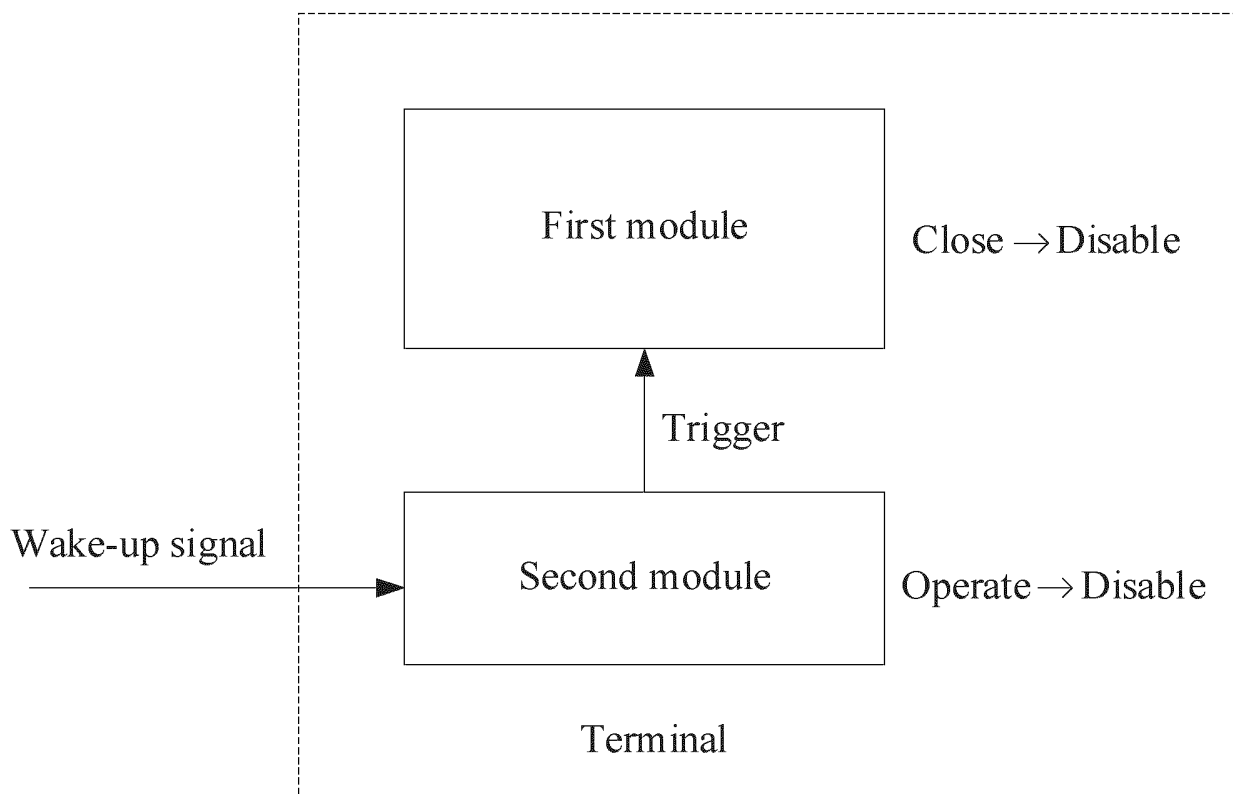 First module
Close → Disable
Trigger
Wake-up signal
Second module
Operate → Disable
Terminal